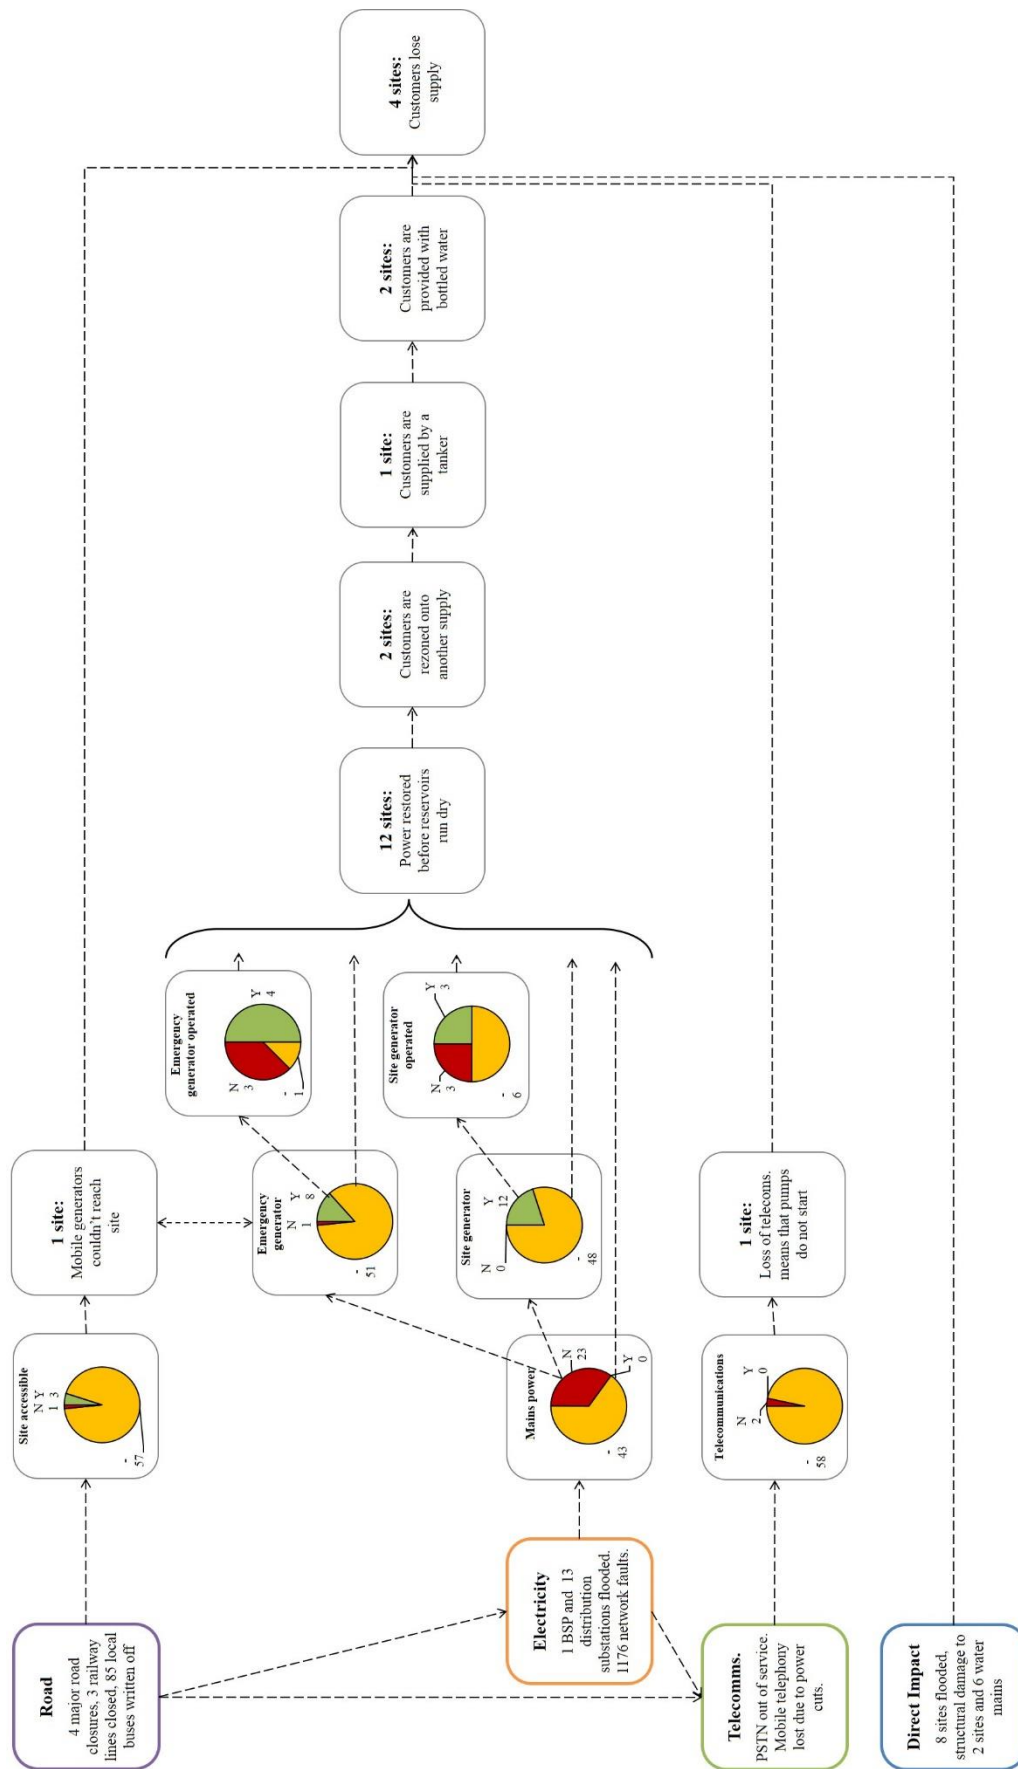 Road
4 major road
closures, 3 railway
lines closed, 85 local
buses written off
Electricity
1 BSP and 13
distribution
substations flooded.
1176 network faults.
Telecomms.
PSTN out of service.
Mobile telephony
lost due to power
cuts.
Direct Impact
8 sites flooded,
structural damage to
2 sites and 6 water
mains
Site accessible
N Y
1 3
-
57
Mains power
N
23
Y
0
-
43
Telecommunications
N
2
Y
0
-
58
1 site:
Mobile generators
couldn't reach
site
Emergency
generator
N Y
1 8
-
51
Site generator
N
0
Y
12
-
48
1 site:
Loss of telecoms.
means that pumps
do not start
Emergency
generator operated
N
3
Y
4
-
1
Site generator
operated
N
3
Y
3
-
6
12 sites:
Power restored
before reservoirs
run dry
2 sites:
Customers are
rezoned onto
another supply
1 site:
Customers are
supplied by a
tanker
2 sites:
Customers are
provided with
bottled water
4 sites:
Customers lose
supply